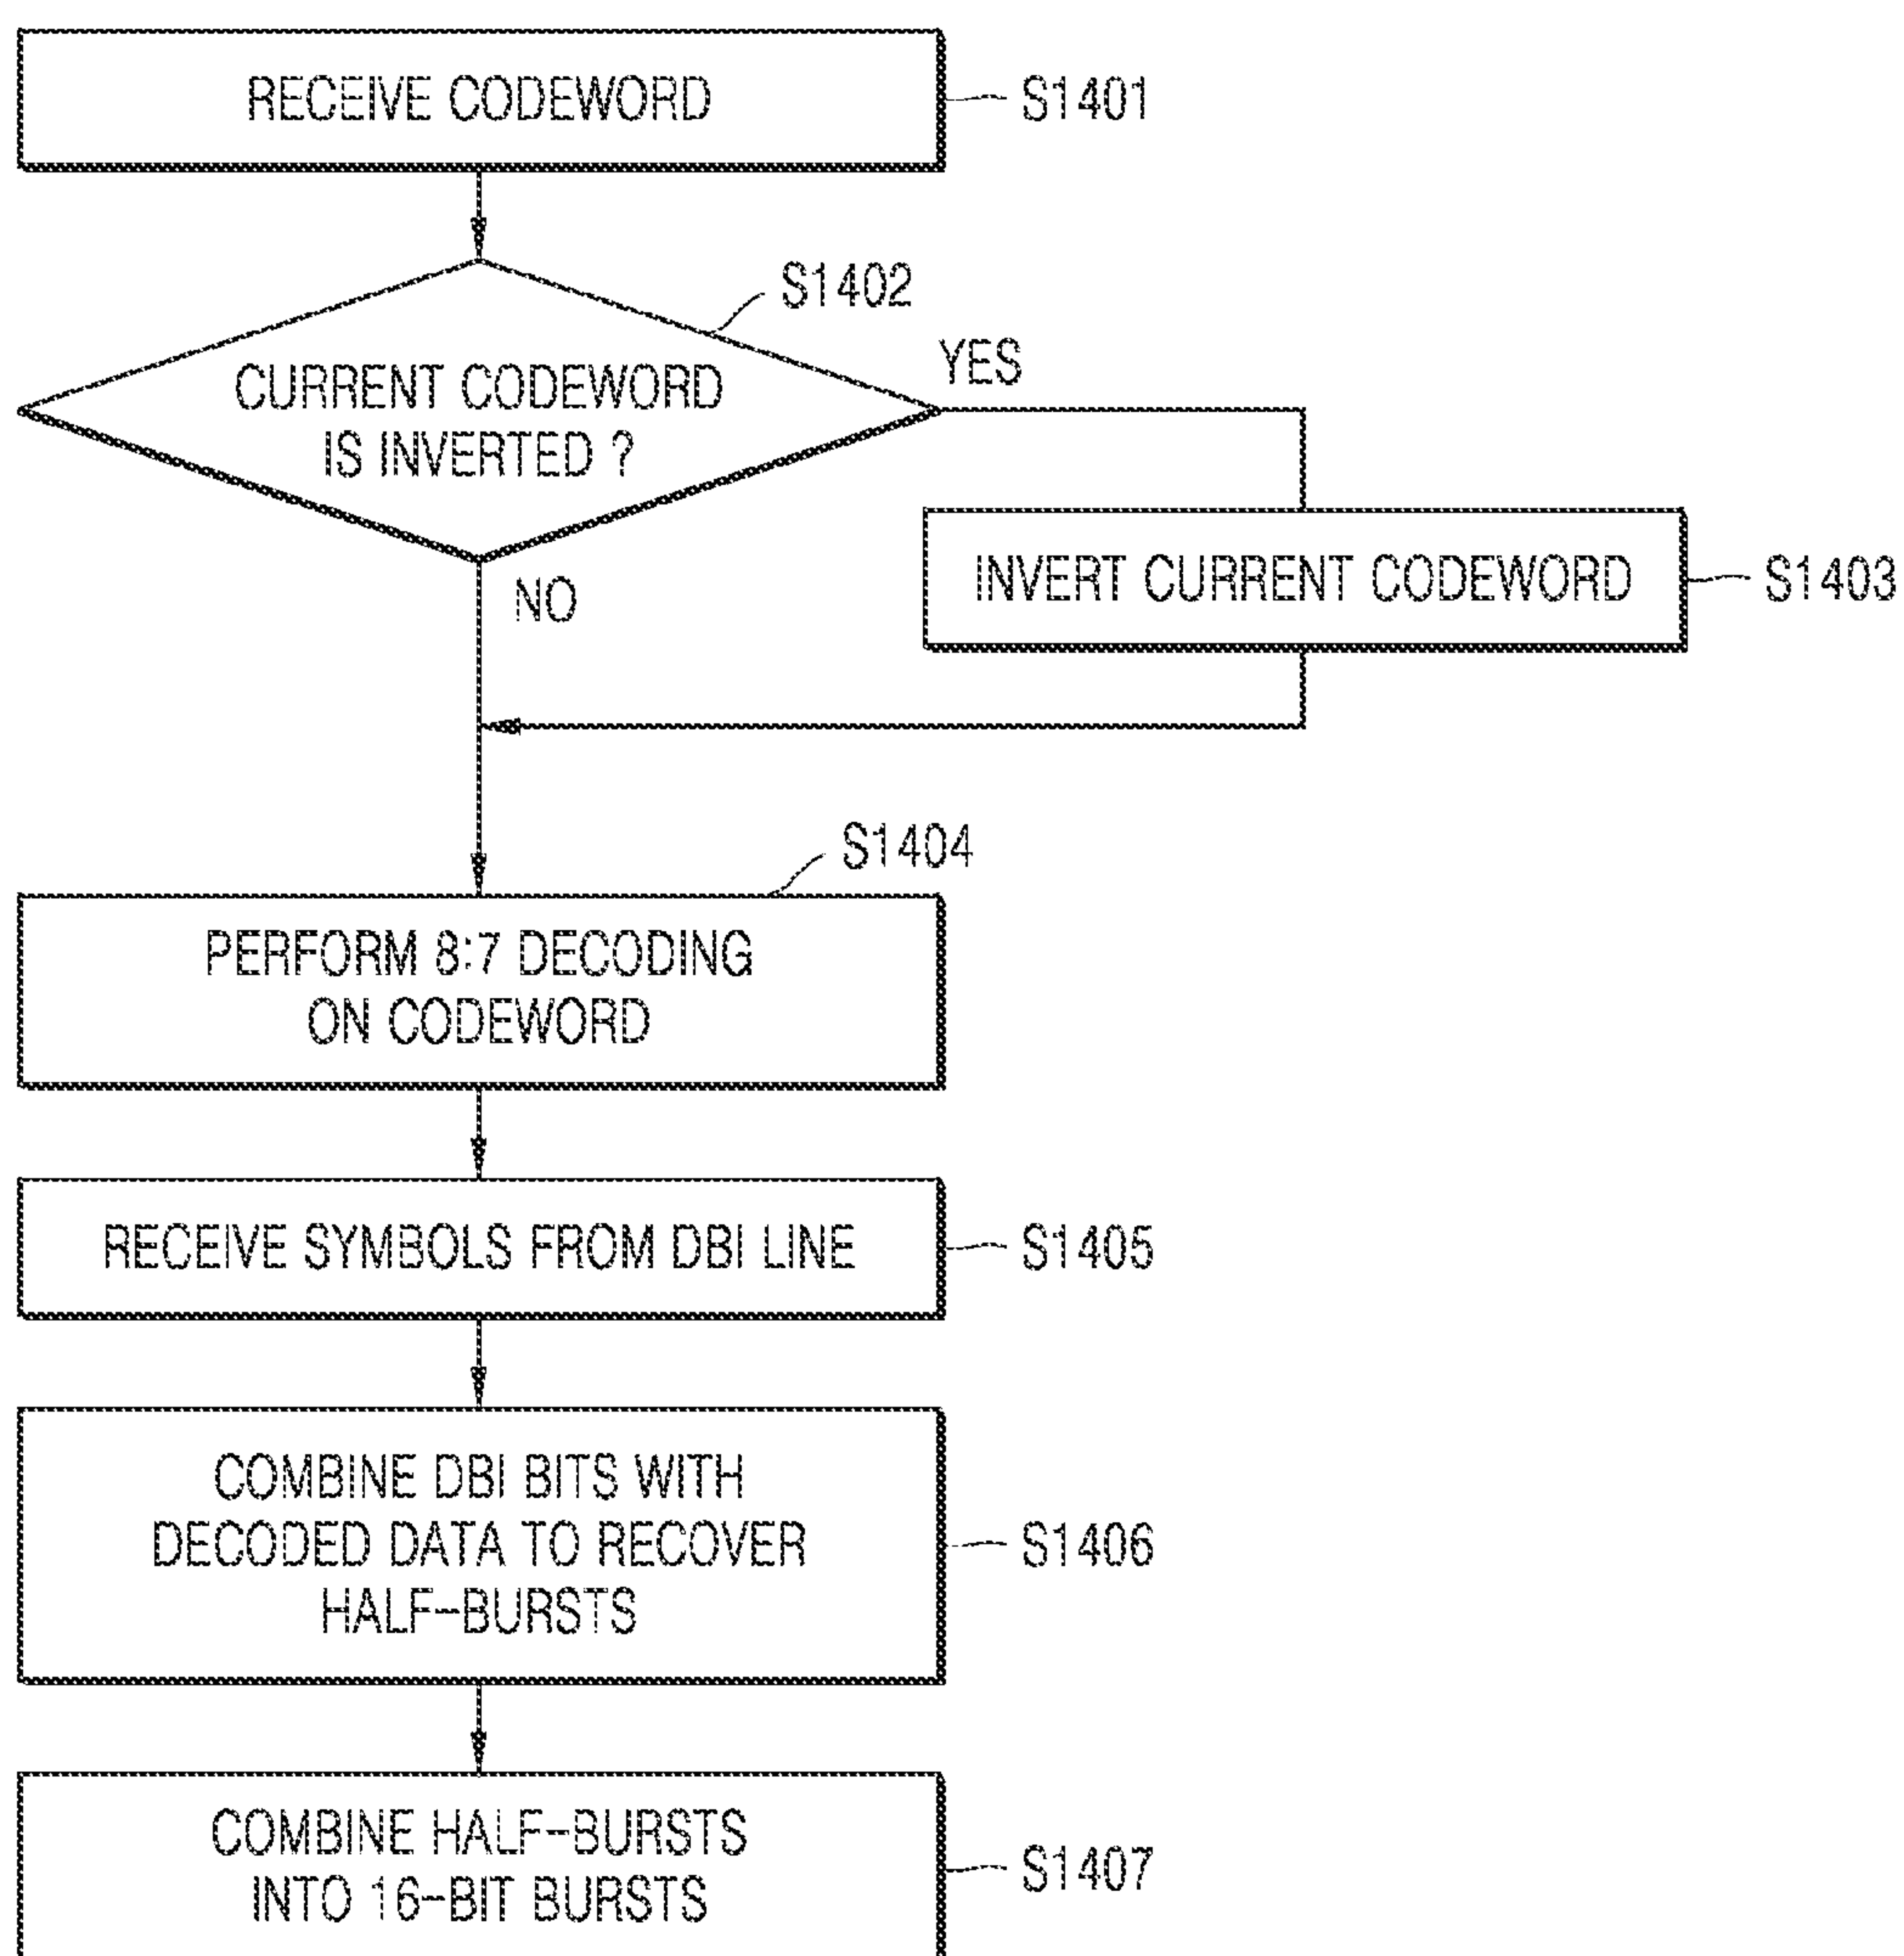 RECEIVE CODEWORD
S1401
S1402
CURRENT CODEWORD
IS INVERTED ?
YES
NO
INVERT CURRENT CODEWORD
S1403
S1404
PERFORM 8:7 DECODING
ON CODEWORD
RECEIVE SYMBOLS FROM DBI LINE
S1405
COMBINE DBI BITS WITH
DECODED DATA TO RECOVER
HALF-BURSTS
S1406
COMBINE HALF-BURSTS
INTO 16-BIT BURSTS
S1407